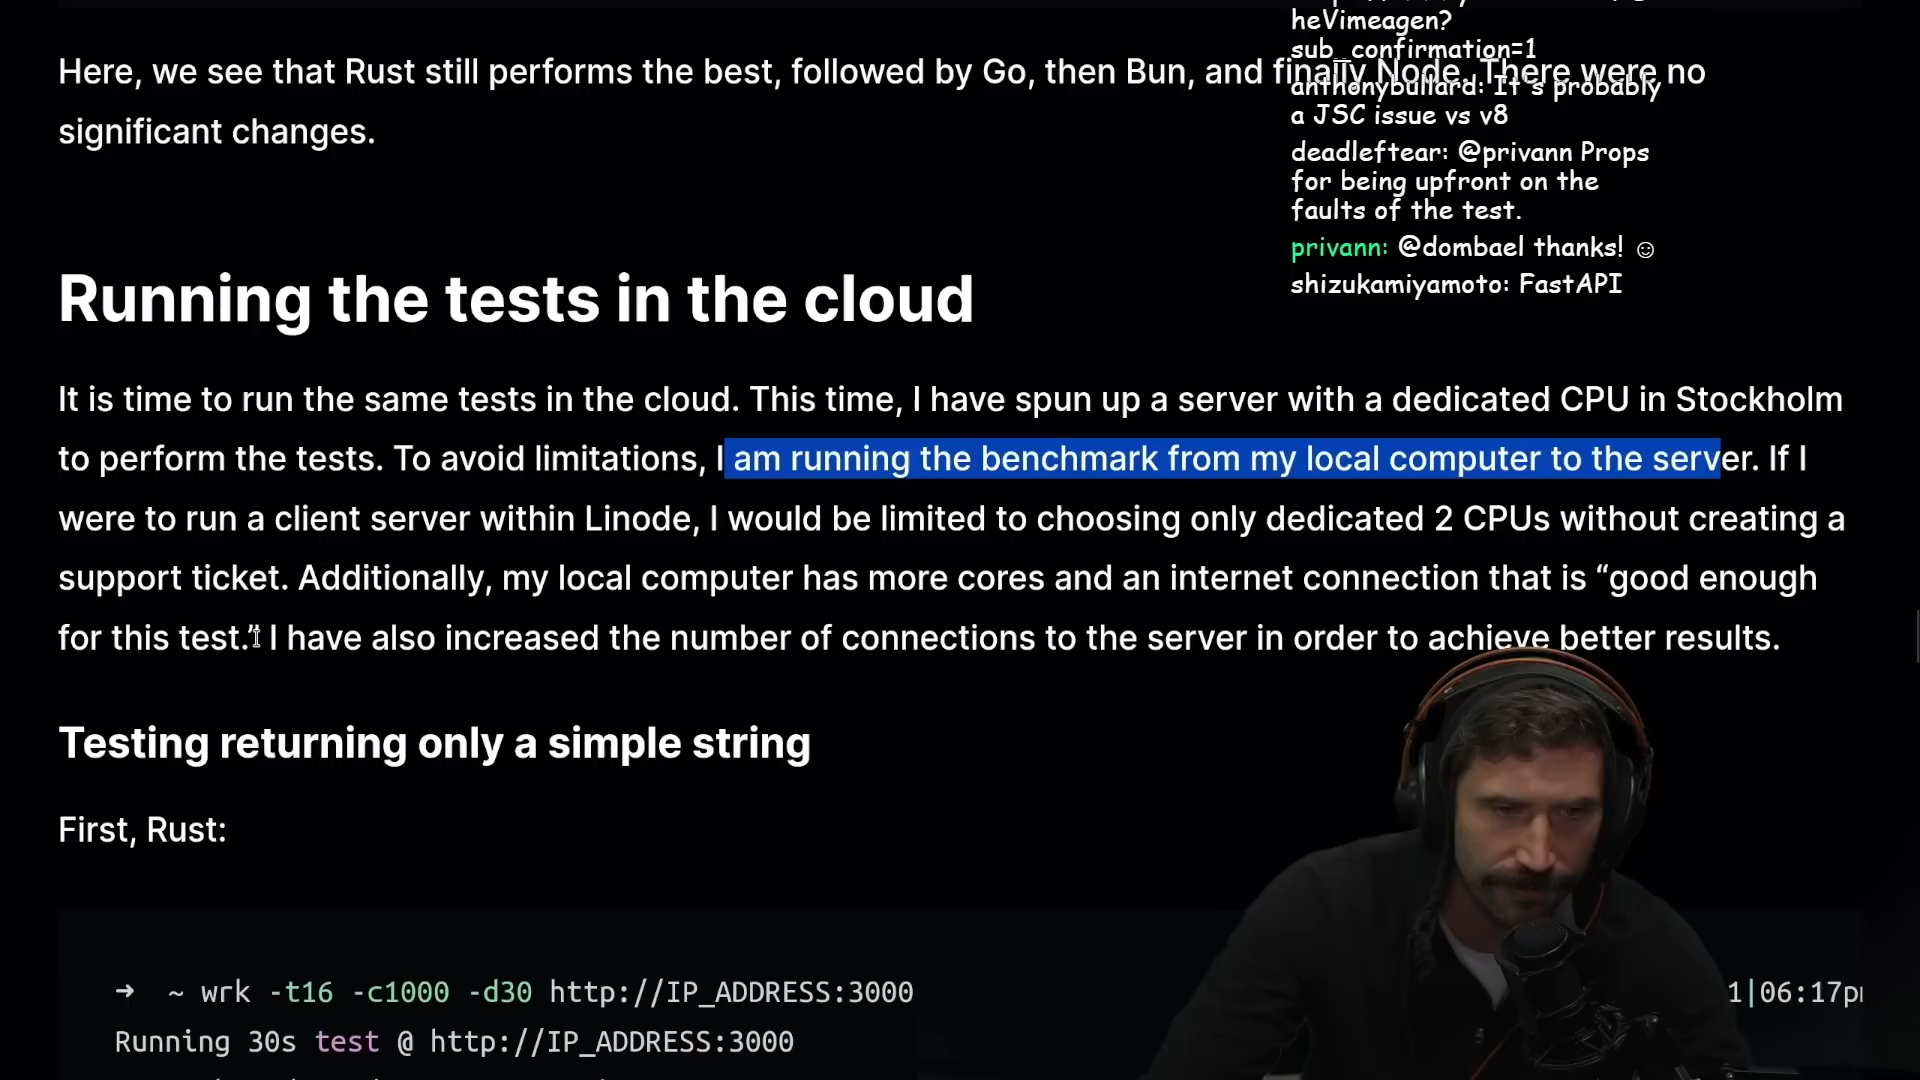 heVimeagen?
sub_confirmation=1
Here, we see that Rust still performs the best, followed by Go, then Bun, and finally Node. There were no
significant changes.
anthonybullard: It's probably
a JSC issue vs v8
deadleftear: @privann Props
for being upfront on the
faults of the test.
privann: @dombael thanks! ☺
shizukamiyamoto: FastAPI
Running the tests in the cloud
It is time to run the same tests in the cloud. This time, I have spun up a server with a dedicated CPU in Stockholm
to perform the tests. To avoid limitations, I am running the benchmark from my local computer to the server. If I
were to run a client server within Linode, I would be limited to choosing only dedicated 2 CPUs without creating a
support ticket. Additionally, my local computer has more cores and an internet connection that is “good enough
for this test.” I have also increased the number of connections to the server in order to achieve better results.
Testing returning only a simple string
First, Rust:
➜ ~ wrk -t16 -c1000 -d30 http://IP_ADDRESS:3000 1|06:17p
Running 30s test @ http://IP_ADDRESS:3000